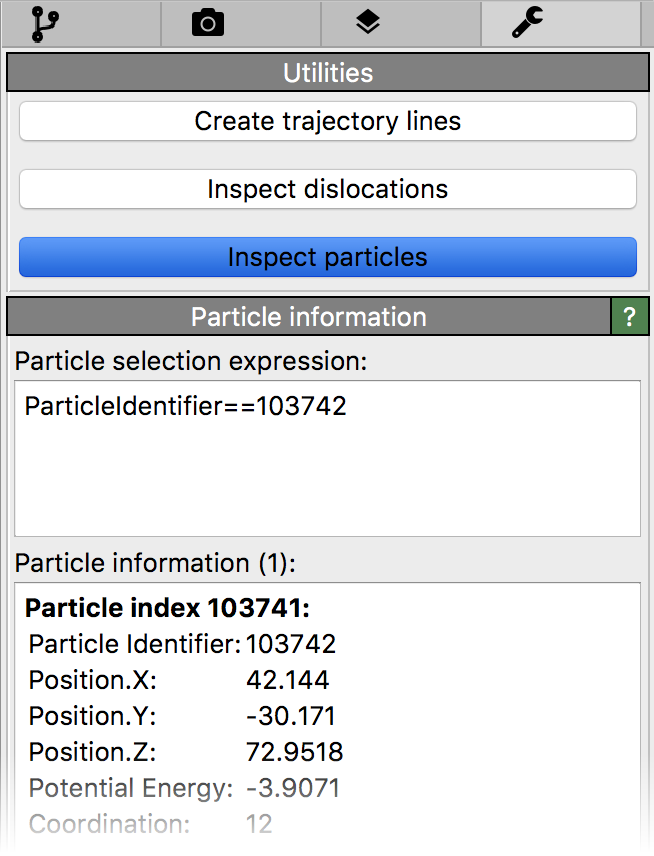 Utilities
Create trajectory lines
Inspect dislocations
Inspect particles
Particle information ?
Particle selection expression:
ParticleIdentifier==103742
Particle information (1):
Particle index 103741:
Particle Identifier: 103742
Position.X: 42.144
Position.Y: -30.171
Position.Z: 72.9518
Potential Energy: -3.9071
Coordination: 12